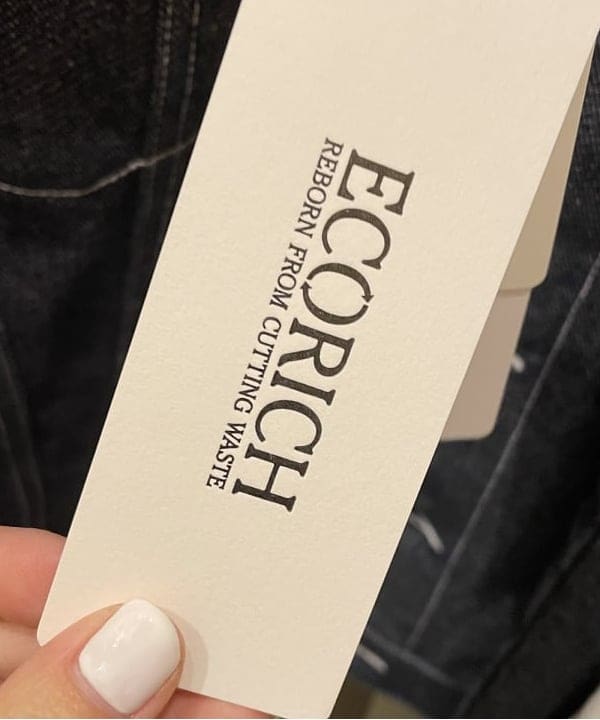 ECORICH
REBORN FROM CUTTING WASTE